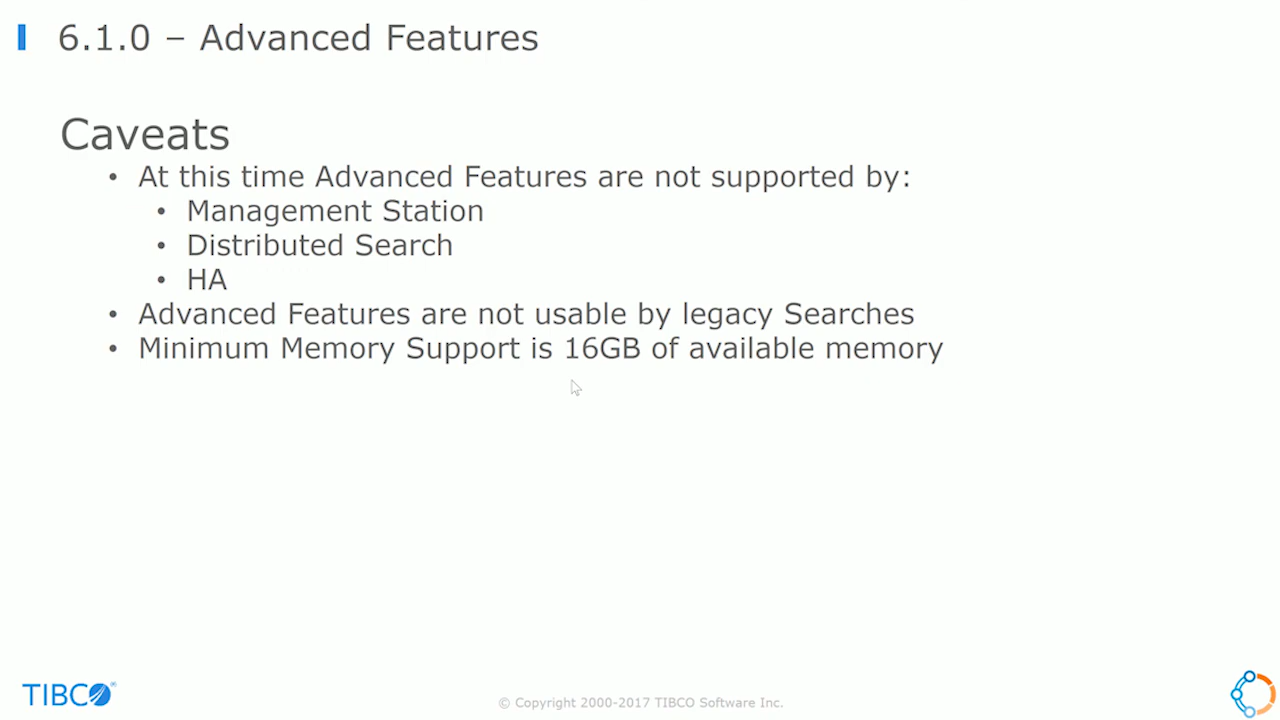 6.1.0 – Advanced Features
Caveats
• At this time Advanced Features are not supported by:
• Management Station
• Distributed Search
• HA
• Advanced Features are not usable by legacy Searches
• Minimum Memory Support is 16GB of available memory
TIBCO®
© Copyright 2000-2017 TIBCO Software Inc.